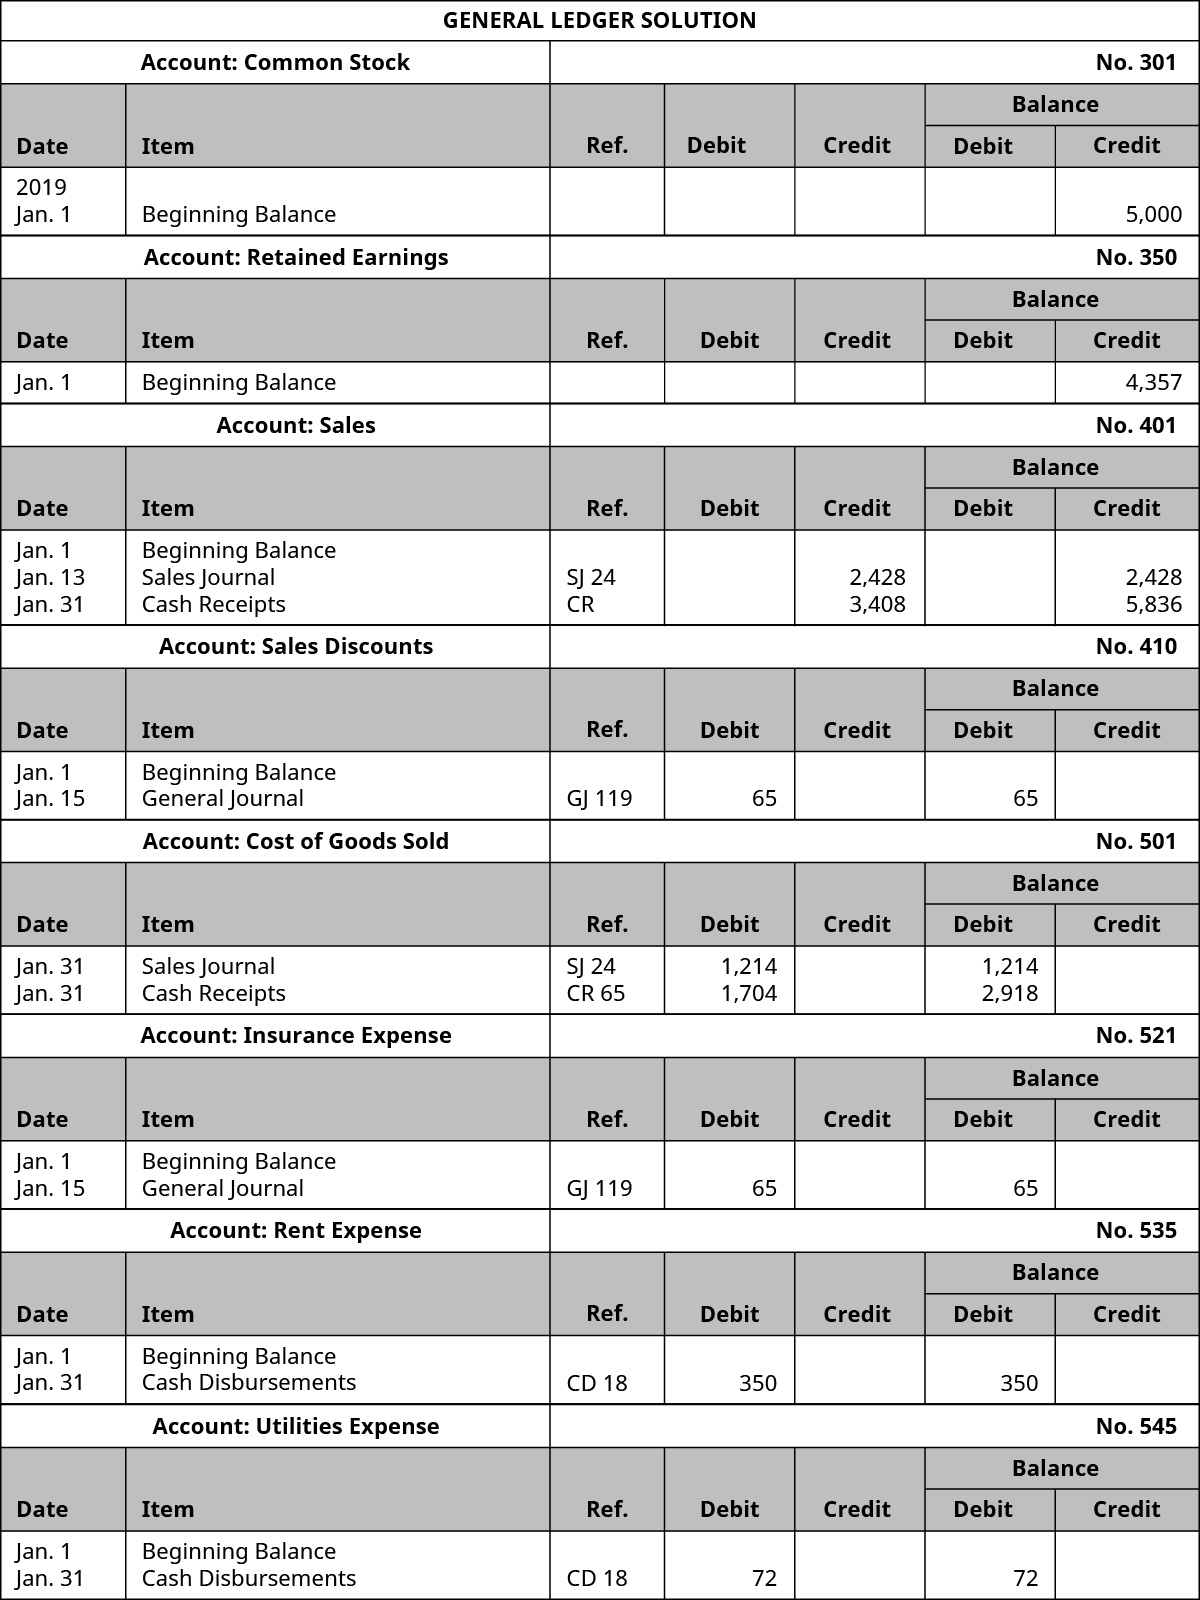 GENERAL LEDGER SOLUTION
Account: Common Stock No. 301
Balance
Date Item Ref. Debit Credit Debit Credit
2019
Jan. 1 Beginning Balance 5,000
Account: Retained Earnings No. 350
Balance
Date Item Ref. Debit Credit Debit Credit
Jan. 1 Beginning Balance 4,357
Account: Sales No. 401
Balance
Date Item Ref. Debit Credit Debit Credit
Jan. 1 Beginning Balance
Jan. 13 Sales Journal SJ 24 2,428 2,428
Jan. 31 Cash Receipts CR 3,408 5,836
Account: Sales Discounts No. 410
Balance
Date Item Ref. Debit Credit Debit Credit
Jan. 1 Beginning Balance
Jan. 15 General Journal GJ 119 65 65
Account: Cost of Goods Sold No. 501
Balance
Date Item Ref. Debit Credit Debit Credit
Jan. 31 Sales Journal SJ 24 1,214 1,214
Jan. 31 Cash Receipts CR 65 1,704 2,918
Account: Insurance Expense No. 521
Balance
Date Item Ref. Debit Credit Debit Credit
Jan. 1 Beginning Balance
Jan. 15 General Journal GJ 119 65 65
Account: Rent Expense No. 535
Balance
Date Item Ref. Debit Credit Debit Credit
Jan. 1 Beginning Balance
Jan. 31 Cash Disbursements CD 18 350 350
Account: Utilities Expense No. 545
Balance
Date Item Ref. Debit Credit Debit Credit
Jan. 1 Beginning Balance
Jan. 31 Cash Disbursements CD 18 72 72